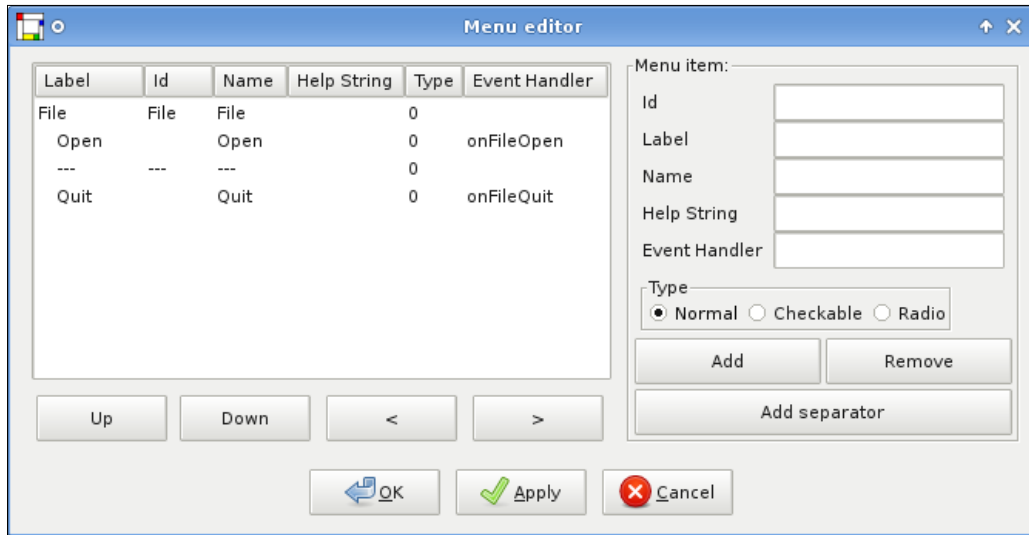 Menu editor
Label Id Name Help String Type Event Handler
File File File 0
Open Open 0 onFileOpen
--- --- --- 0
Quit Quit 0 onFileQuit
Up Down < >
Menu item:
Id
Label
Name
Help String
Event Handler
Type
Normal Checkable Radio
Add Remove
Add separator
OK Apply Cancel